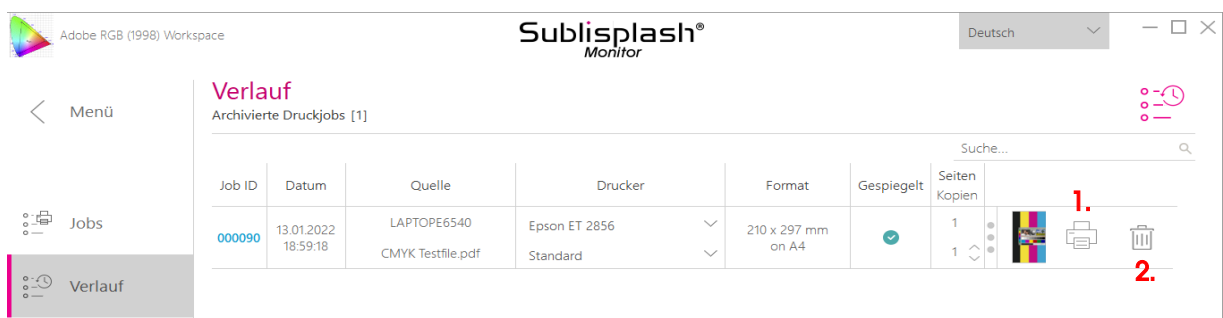 Adobe RGB (1998) Workspace
Sublisplash®
Monitor
Deutsch
Menü
Verlauf
Archivierte Druckjobs [1]
Suche...
Job ID
Datum
Quelle
Drucker
Format
Gespiegelt
Seiten
Kopien
Jobs
000090
13.01.2022
18:59:18
LAPTOPE6540
CMYK Testfile.pdf
Epson ET 2856
Standard
210 x 297 mm
on A4
1
1
1.
2.
Verlauf